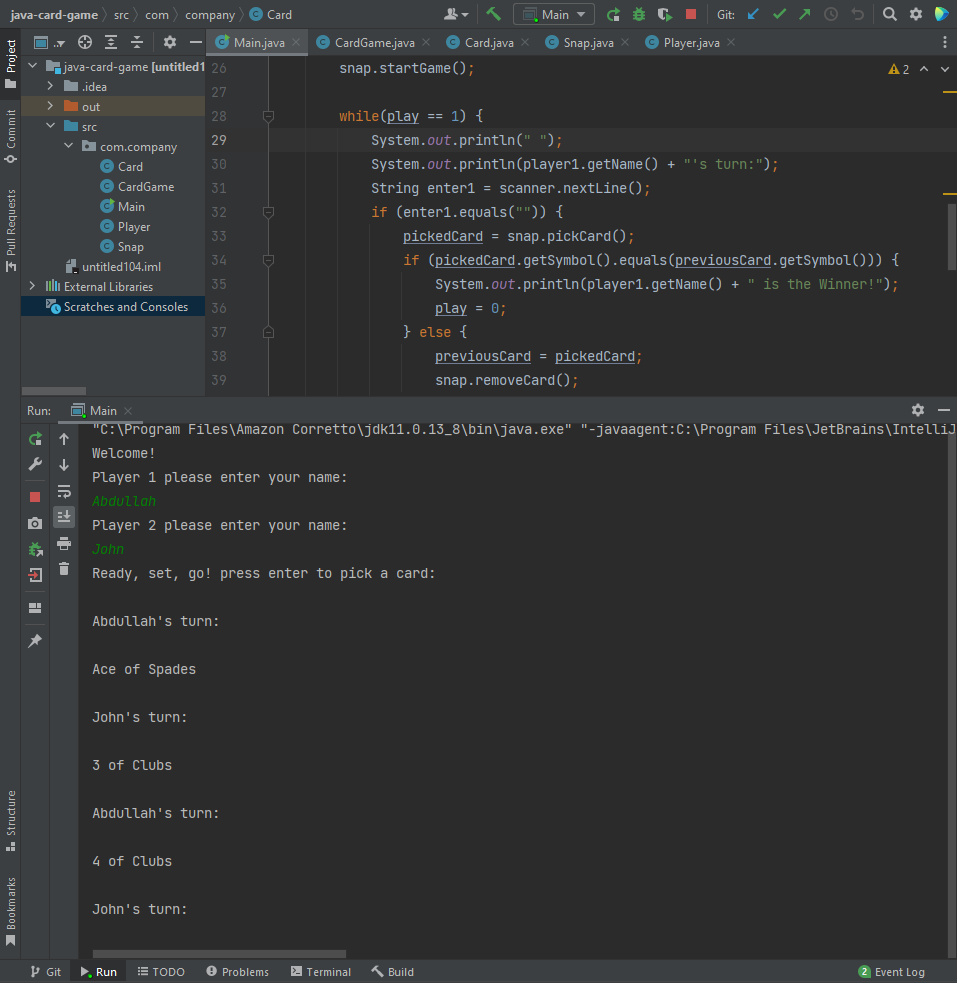 java-card-game src com company Card Main Git:
Project
Main.java CardGame.java Card.java Snap.java Player.java
java-card-game [untitled1
.idea
out
src
com.company
Card
CardGame
Main
Player
Snap
untitled104.iml
External Libraries
Scratches and Consoles
Commit
Pull Requests
2
26 snap.startGame();
27
28 while(play == 1) {
29 System.out.println(" ");
30 System.out.println(player1.getName() + "'s turn:");
31 String enter1 = scanner.nextLine();
32 if (enter1.equals("")) {
33 pickedCard = snap.pickCard();
34 if (pickedCard.getSymbol().equals(previousCard.getSymbol())) {
35 System.out.println(player1.getName() + " is the Winner!");
36 play = 0;
37 } else {
38 previousCard = pickedCard;
39 snap.removeCard();
Run: Main
"C:\Program Files\Amazon Corretto\jdk11.0.13_8\bin\java.exe" "-javaagent:C:\Program Files\JetBrains\IntelliJ
Welcome!
Player 1 please enter your name:
Abdullah
Player 2 please enter your name:
John
Ready, set, go! press enter to pick a card:
Abdullah's turn:
Ace of Spades
John's turn:
3 of Clubs
Abdullah's turn:
4 of Clubs
John's turn:
Structure
Bookmarks
Git Run TODO Problems Terminal Build 2 Event Log